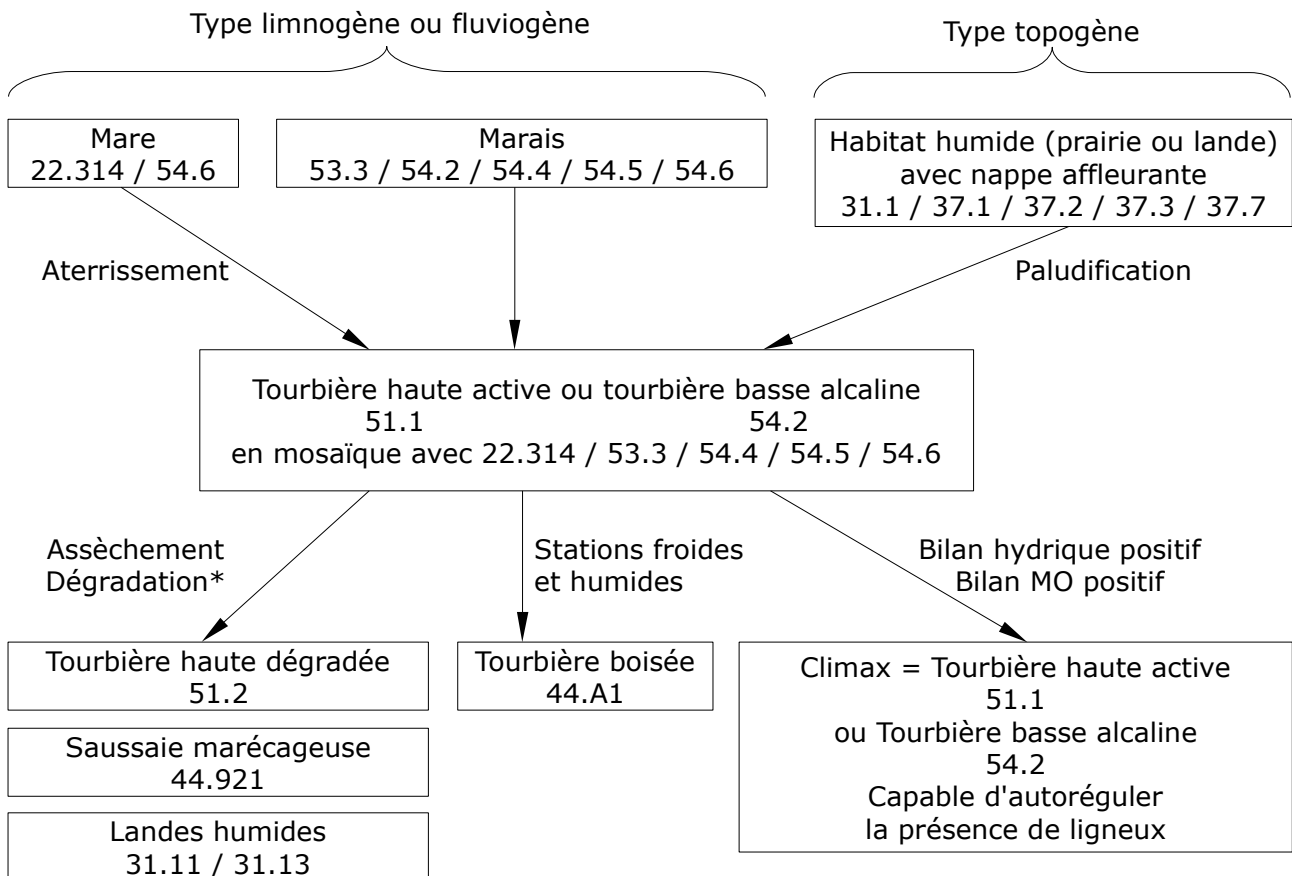 Type limnogène ou fluviogène
Type topogène
Mare
22.314 / 54.6
Marais
53.3 / 54.2 / 54.4 / 54.5 / 54.6
Habitat humide (prairie ou lande)
avec nappe affleurante
31.1 / 37.1 / 37.2 / 37.3 / 37.7
Aterrissement
Paludification
Tourbière haute active ou tourbière basse alcaline
51.1 54.2
en mosaïque avec 22.314 / 53.3 / 54.4 / 54.5 / 54.6
Assèchement
Dégradation*
Stations froides
et humides
Bilan hydrique positif
Bilan MO positif
Tourbière haute dégradée
51.2
Tourbière boisée
44.A1
Climax = Tourbière haute active
51.1
ou Tourbière basse alcaline
54.2
Capable d'autoréguler
la présence de ligneux
Saussaie marécageuse
44.921
Landes humides
31.11 / 31.13